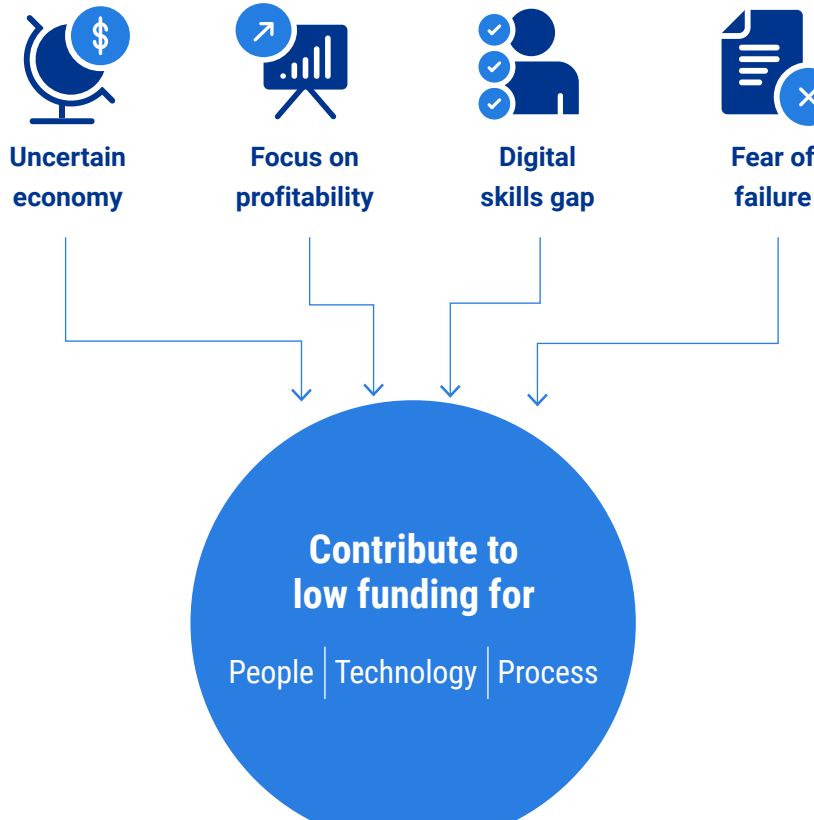 $
Uncertain
economy
Focus on
profitability
Digital
skills gap
Fear of
failure
Contribute to
low funding for
People | Technology | Process